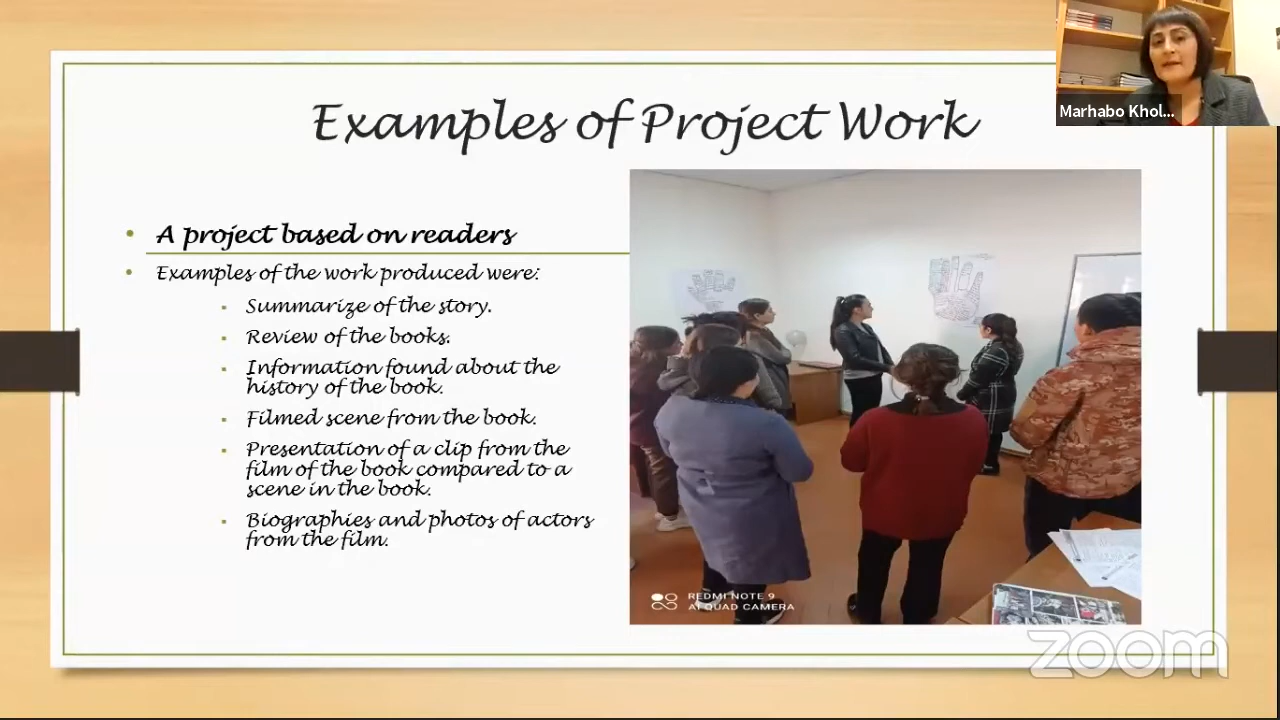 Marhabo Khol...
Examples of Project Work
• A project based on readers
• Examples of the work produced were:
▪ Summarize of the story.
▪ Review of the books.
▪ Information found about the
history of the book.
▪ Filmed scene from the book.
▪ Presentation of a clip from the
film of the book compared to a
scene in the book.
▪ Biographies and photos of actors
from the film.
REDMI NOTE 9
AI QUAD CAMERA
zoom